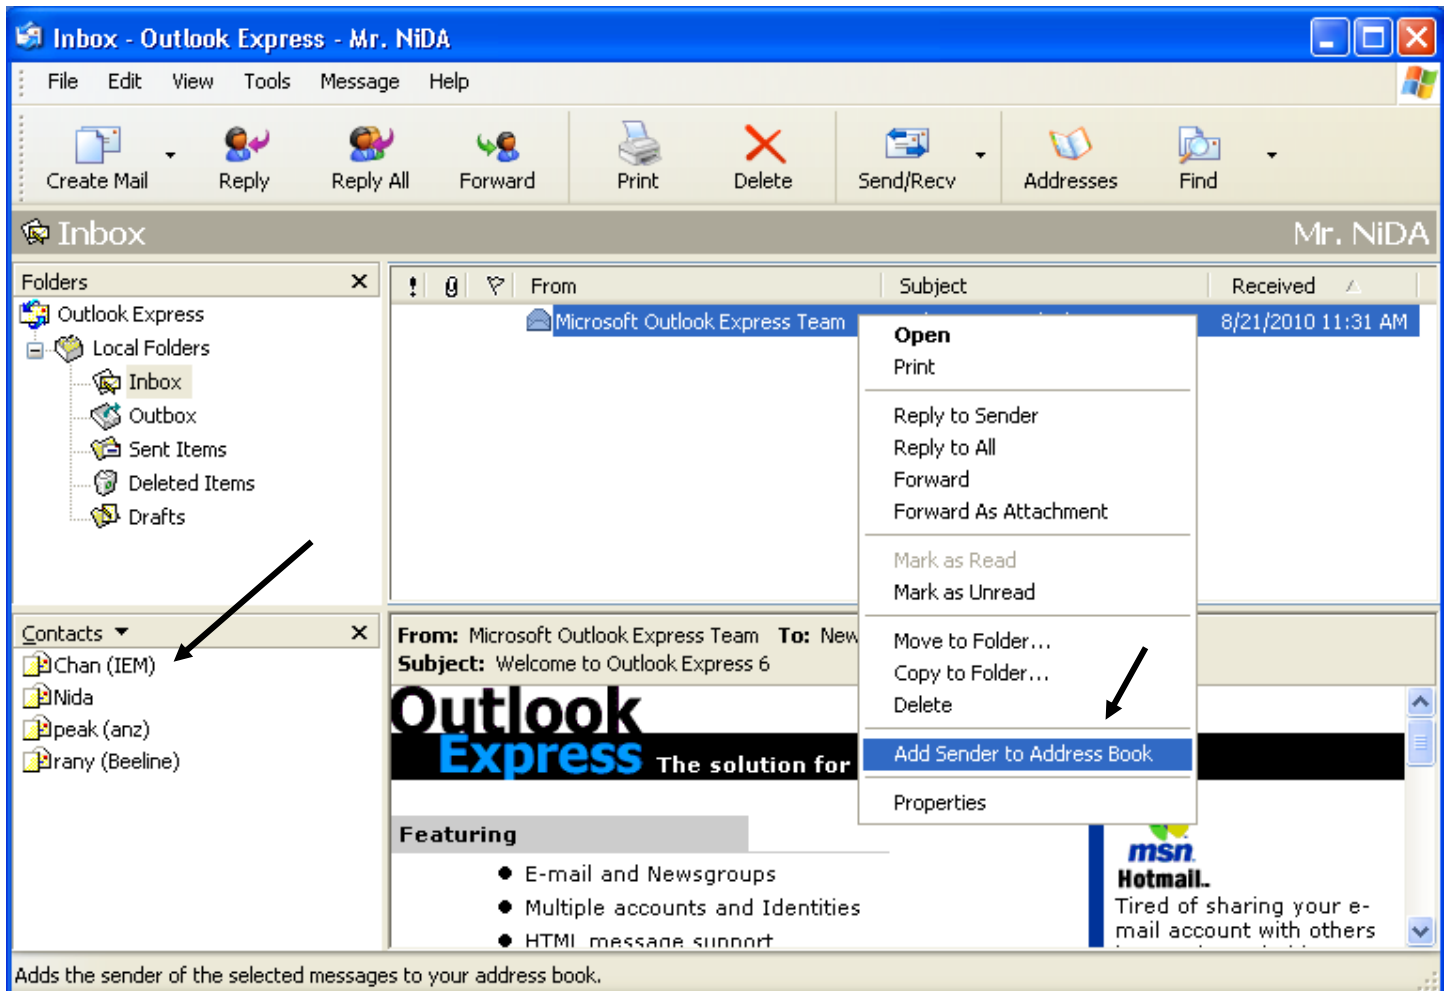 Inbox - Outlook Express - Mr. NiDA
File Edit View Tools Message Help
Create Mail Reply Reply All Forward Print Delete Send/Recv Addresses Find
Inbox Mr. NiDA
Folders
From Subject Received
Outlook Express
Microsoft Outlook Express Team 8/21/2010 11:31 AM
Local Folders
Inbox
Outbox
Sent Items
Deleted Items
Drafts
Open
Print
Reply to Sender
Reply to All
Forward
Forward As Attachment
Mark as Read
Mark as Unread
Move to Folder...
Copy to Folder...
Delete
Add Sender to Address Book
Properties
Contacts
Chan (IEM)
Nida
peak (anz)
rany (Beeline)
From: Microsoft Outlook Express Team To: New
Subject: Welcome to Outlook Express 6
Outlook
Express The solution for
Featuring
E-mail and Newsgroups
Multiple accounts and Identities
HTML message support
msn
Hotmail
Tired of sharing your e-
mail account with others
Adds the sender of the selected messages to your address book.